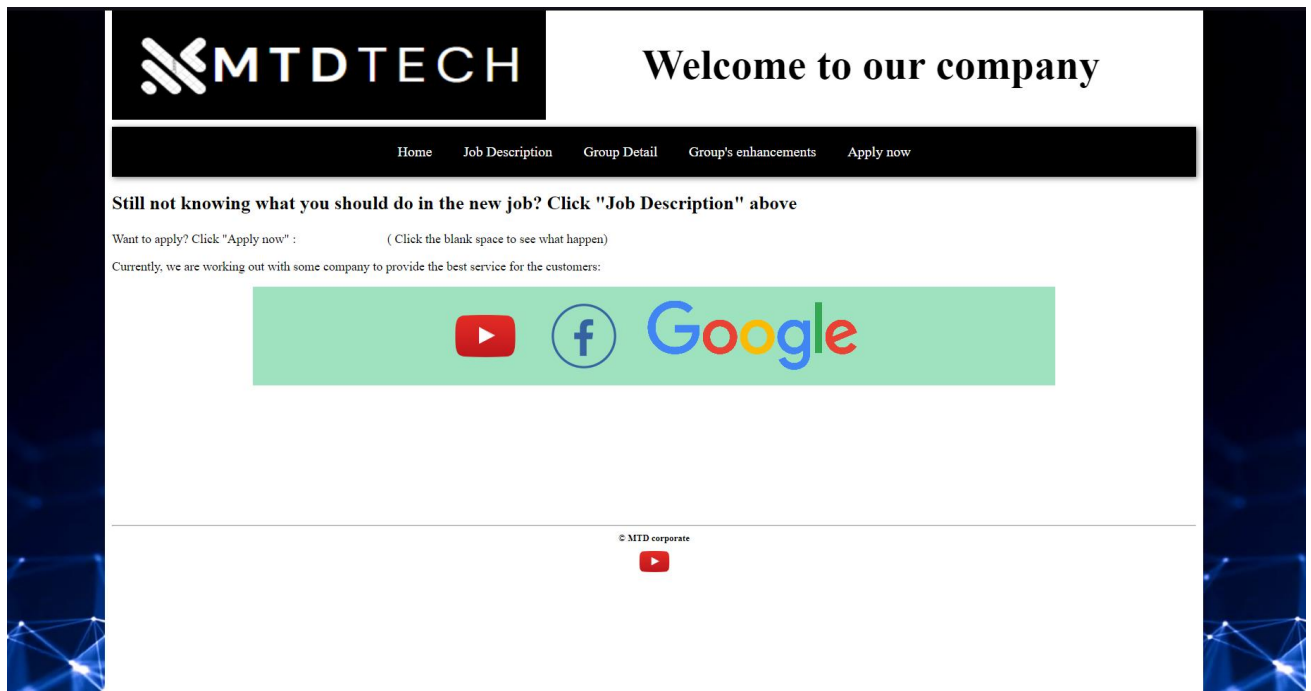 MTDTECH
Welcome to our company
Home Job Description Group Detail Group's enhancements Apply now
Still not knowing what you should do in the new job? Click "Job Description" above
Want to apply? Click "Apply now" : ( Click the blank space to see what happen)
Currently, we are working out with some company to provide the best service for the customers:
f Google
© MTD corporate